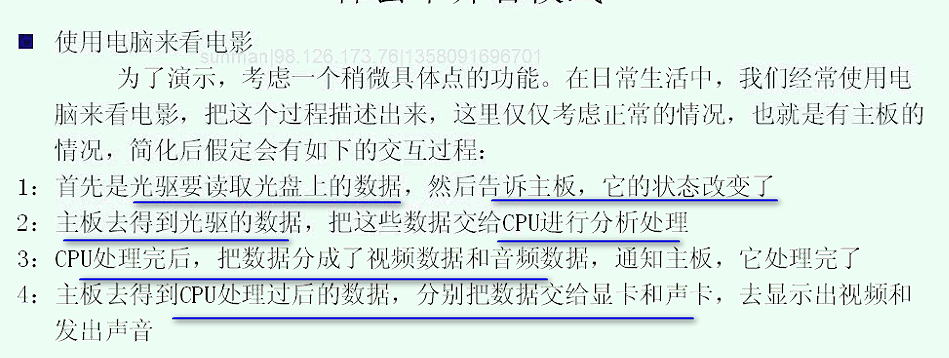 使用电脑来看电影
sunman|98.126.173.76|1358091696701
为了演示，考虑一个稍微具体点的功能。在日常生活中，我们经常使用电
脑来看电影，把这个过程描述出来，这里仅仅考虑正常的情况，也就是有主板的
情况，简化后假定会有如下的交互过程：
1：首先是光驱要读取光盘上的数据，然后告诉主板，它的状态改变了
2：主板去得到光驱的数据，把这些数据交给CPU进行分析处理
3：CPU处理完后，把数据分成了视频数据和音频数据，通知主板，它处理完了
4：主板去得到CPU处理过后的数据，分别把数据交给显卡和声卡，去显示出视频和
发出声音